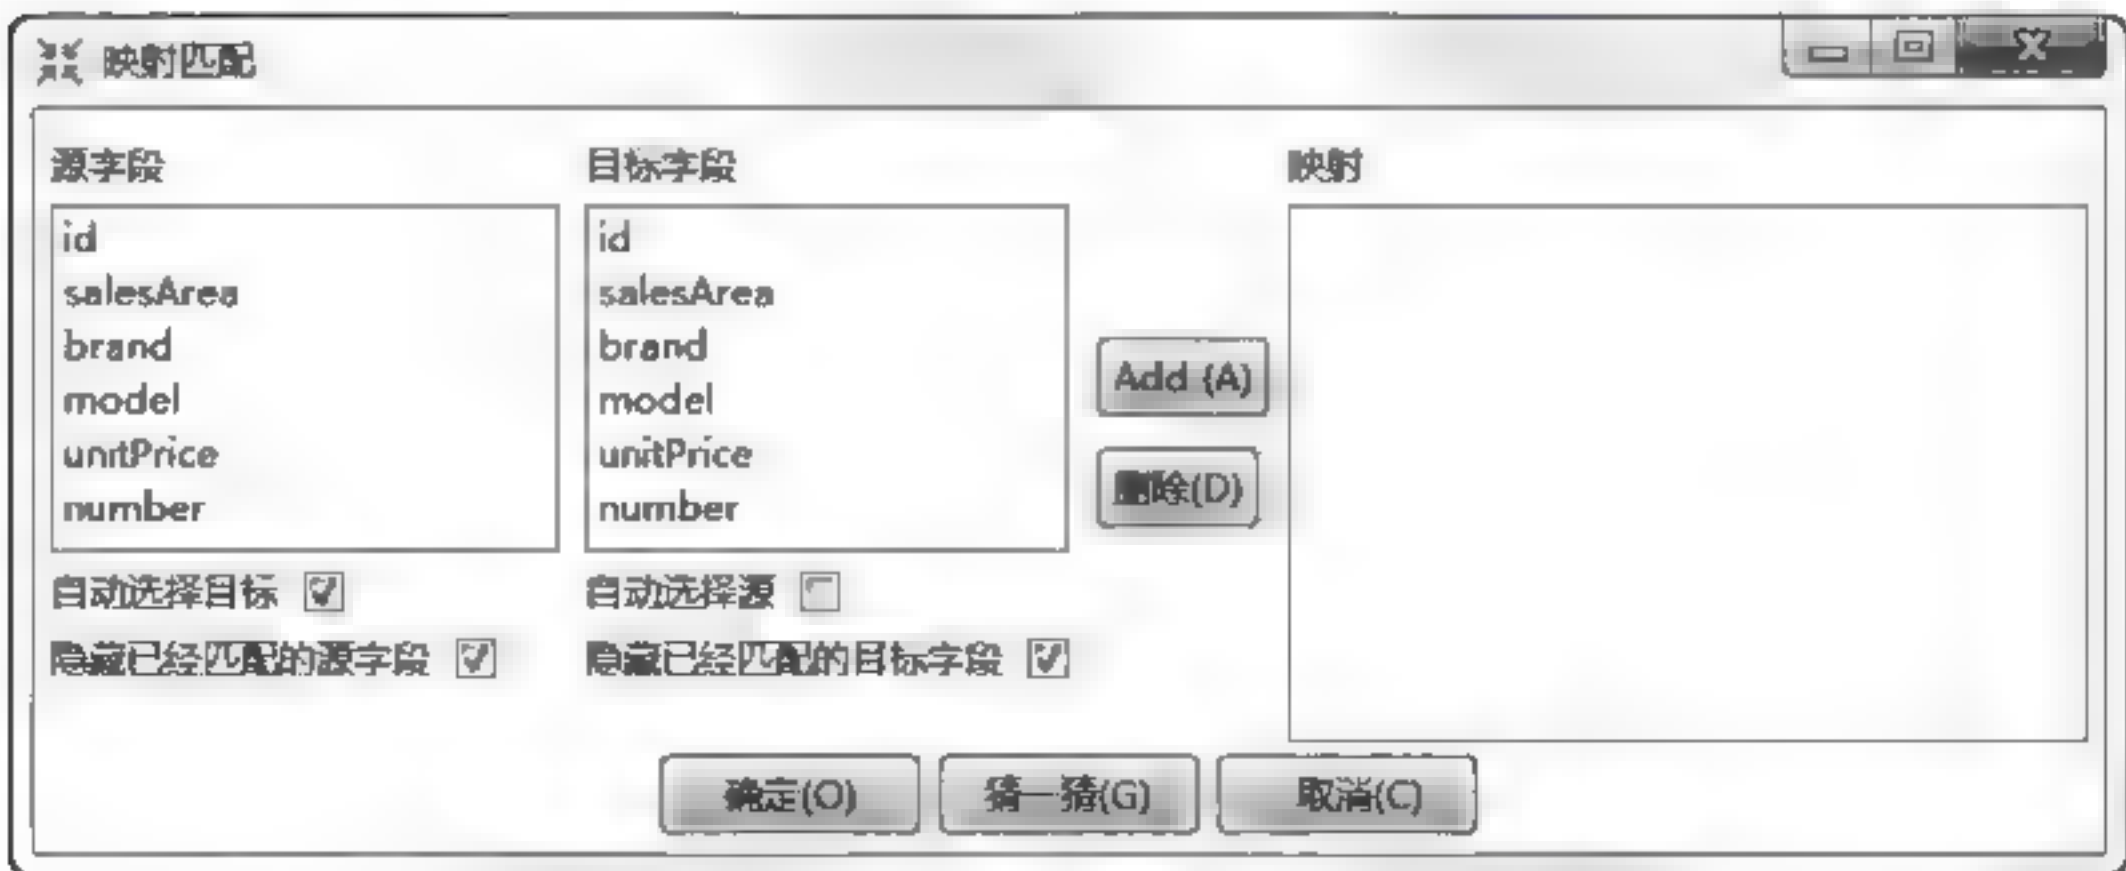 映射匹配
源字段
id
salesArea
brand
model
unitPrice
number
自动选择目标
隐藏已经匹配的源字段
目标字段
id
salesArea
brand
model
unitPrice
number
自动选择源
隐藏已经匹配的目标字段
Add (A)
删除(D)
映射
确定(O)
猜一猜(G)
取消(C)